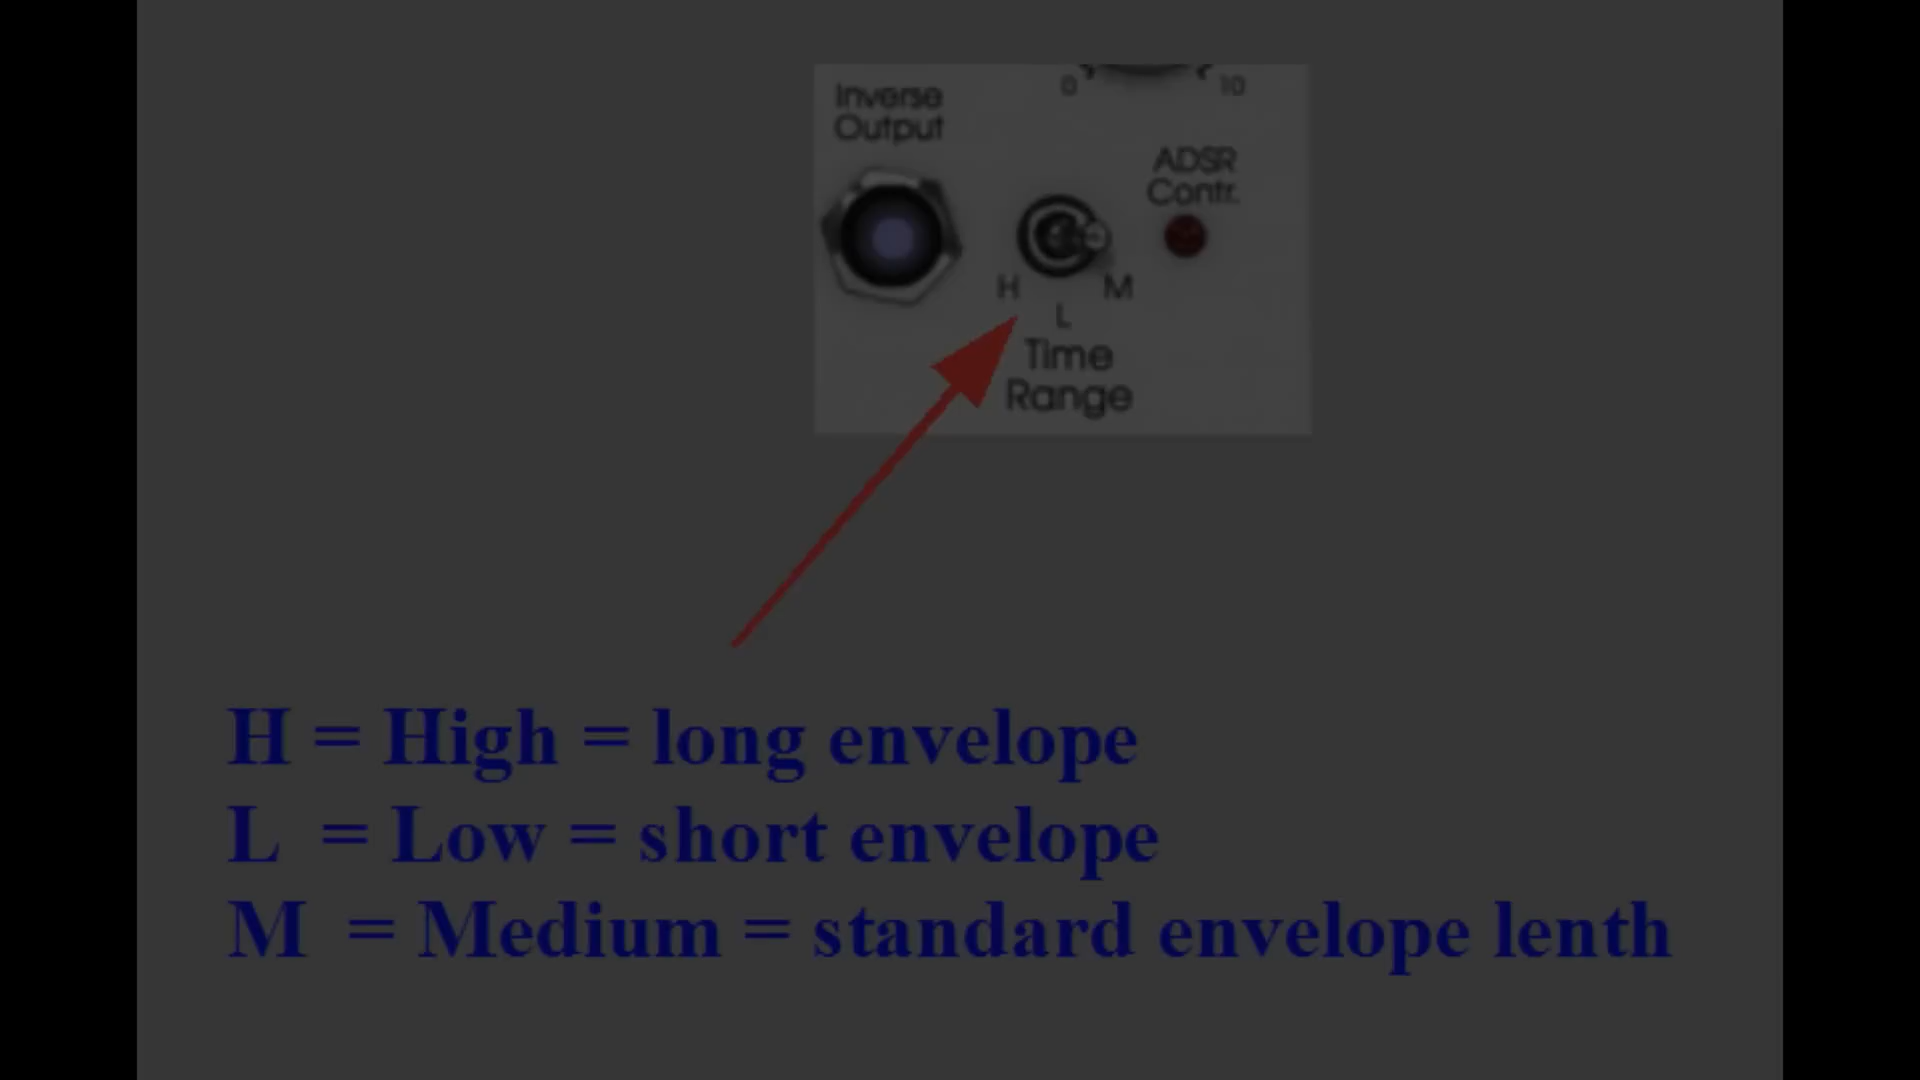 0 10
Inverse
Output
ADSR
Contr.
H M
L
Time
Range
H = High = long envelope
L = Low = short envelope
M = Medium = standard envelope lenth